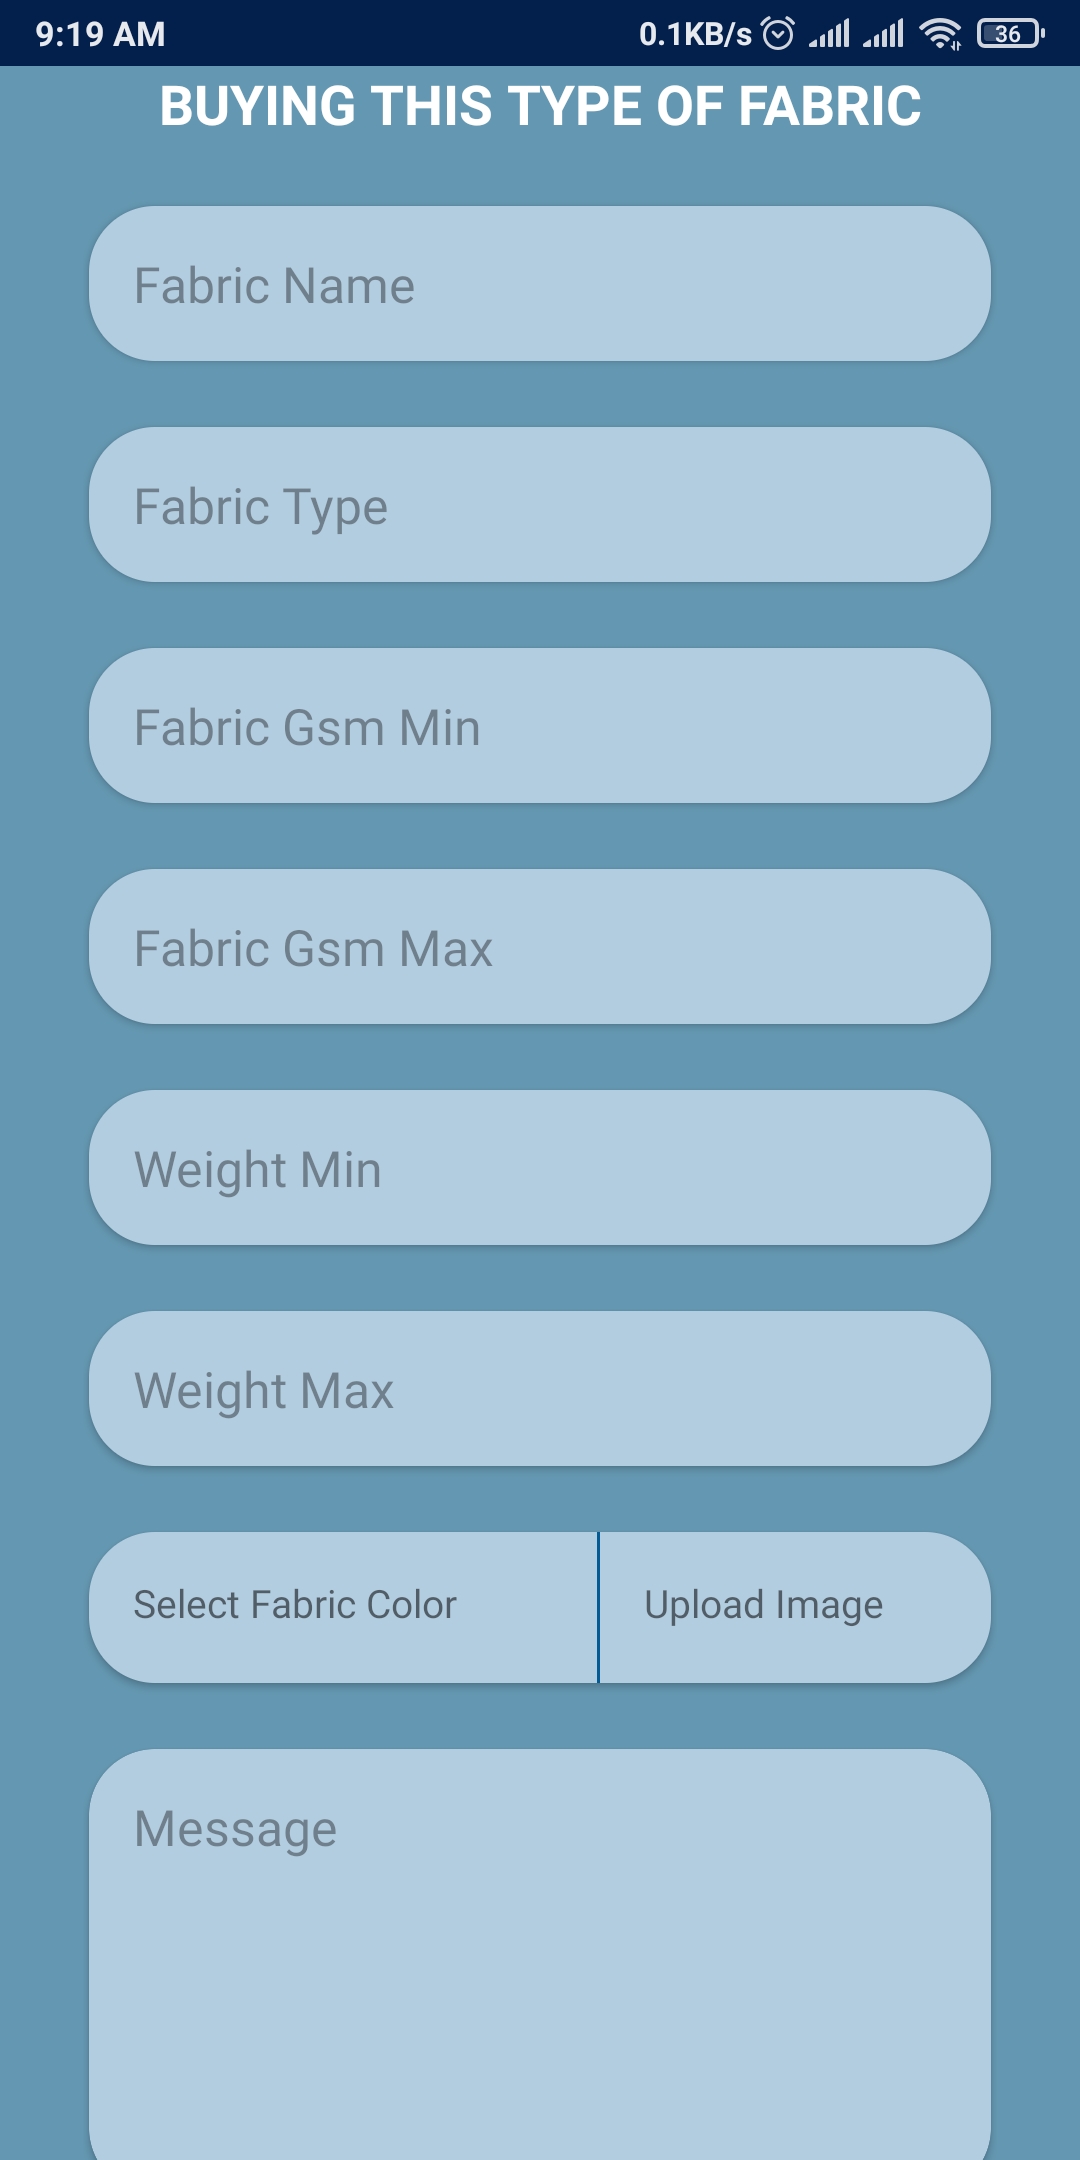 9:19 AM 0.1KB/s 36
BUYING THIS TYPE OF FABRIC
Fabric Name
Fabric Type
Fabric Gsm Min
Fabric Gsm Max
Weight Min
Weight Max
Select Fabric Color Upload Image
Message